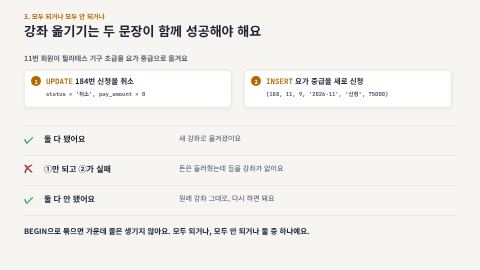 3. 모두 되거나 모두 안 되거나
강좌 옮기기는 두 문장이 함께 성공해야 해요
11번 회원이 필라테스 기구 초급을 요가 중급으로 옮겨요
1 UPDATE 184번 신청을 취소
status = '취소', pay_amount = 0
2 INSERT 요가 중급을 새로 신청
(188, 11, 9, '2026-11', '신청', 75000)
둘 다 됐어요 새 강좌로 옮겨졌어요
①만 되고 ②가 실패 돈은 돌려줬는데 들을 강좌가 없어요
둘 다 안 됐어요 원래 강좌 그대로, 다시 하면 돼요
BEGIN으로 묶으면 가운데 줄은 생기지 않아요. 모두 되거나, 모두 안 되거나 둘 중 하나예요.